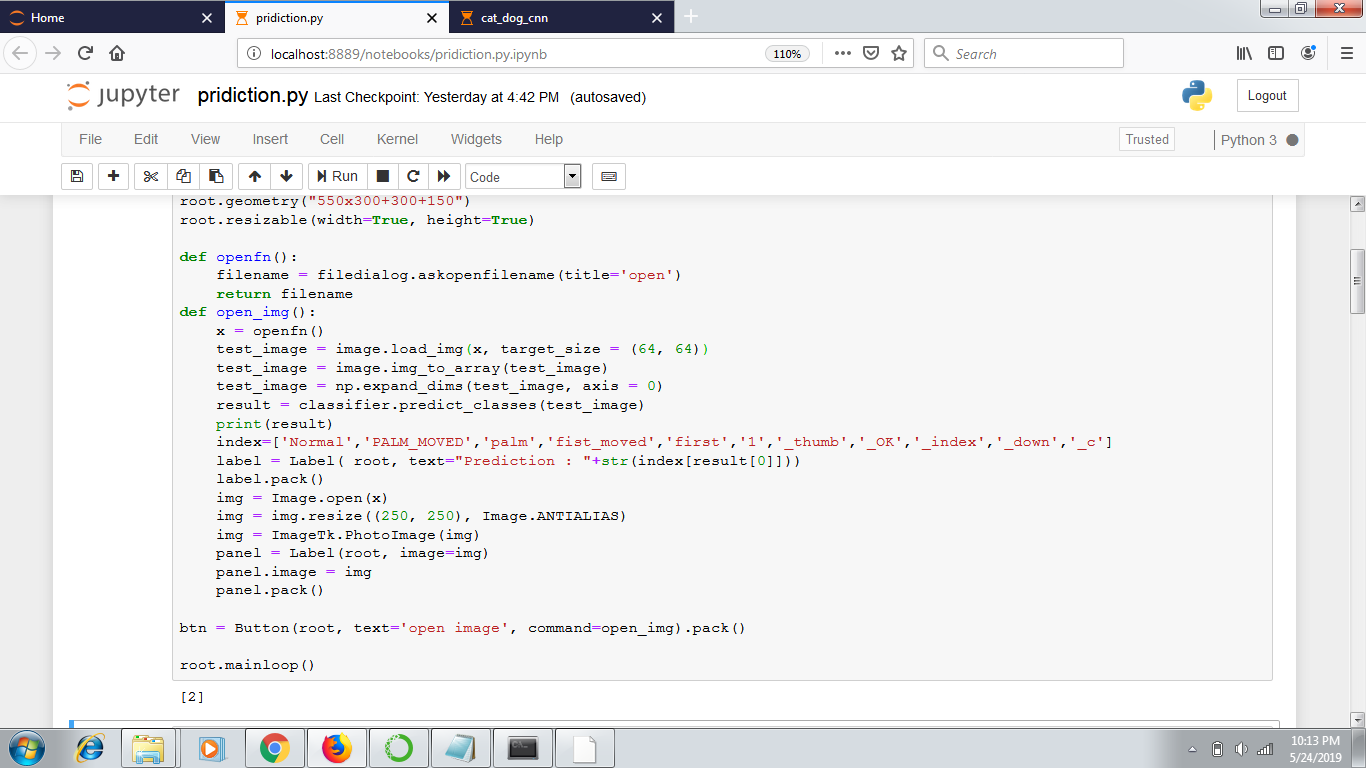 Home
pridiction.py
cat_dog_cnn
localhost:8889/notebooks/pridiction.py.ipynb
110%
Search
jupyter pridiction.py Last Checkpoint: Yesterday at 4:42 PM (autosaved)
Logout
File Edit View Insert Cell Kernel Widgets Help
Trusted
Python 3
Run
Code
root.geometry("550x300+300+150")
root.resizable(width=True, height=True)
def openfn():
    filename = filedialog.askopenfilename(title='open')
    return filename
def open_img():
    x = openfn()
    test_image = image.load_img(x, target_size = (64, 64))
    test_image = image.img_to_array(test_image)
    test_image = np.expand_dims(test_image, axis = 0)
    result = classifier.predict_classes(test_image)
    print(result)
    index=['Normal','PALM_MOVED','palm','fist_moved','first','1','_thumb','_OK','_index','_down','_c']
    label = Label( root, text="Prediction : "+str(index[result[0]]))
    label.pack()
    img = Image.open(x)
    img = img.resize((250, 250), Image.ANTIALIAS)
    img = ImageTk.PhotoImage(img)
    panel = Label(root, image=img)
    panel.image = img
    panel.pack()
btn = Button(root, text='open image', command=open_img).pack()
root.mainloop()
[2]
10:13 PM
5/24/2019